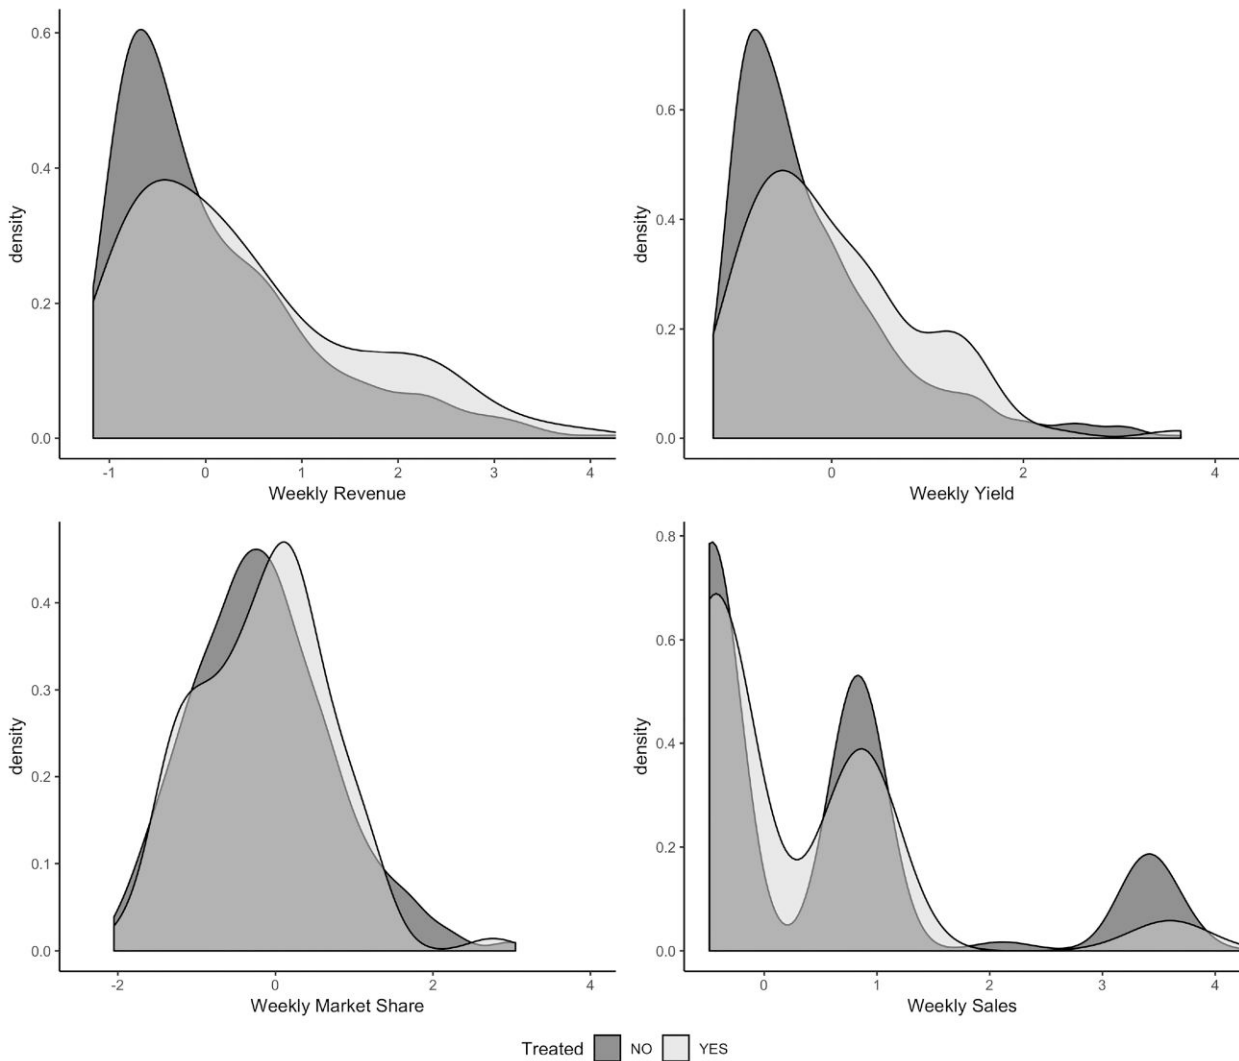 0.6
0.4
0.2
0.0
density
-1 0 1 2 3 4
Weekly Revenue
0.6
0.4
0.2
0.0
density
0 2 4
Weekly Yield
0.4
0.3
0.2
0.1
0.0
density
-2 0 2 4
Weekly Market Share
0.8
0.6
0.4
0.2
0.0
density
0 1 2 3 4
Weekly Sales
Treated NO YES